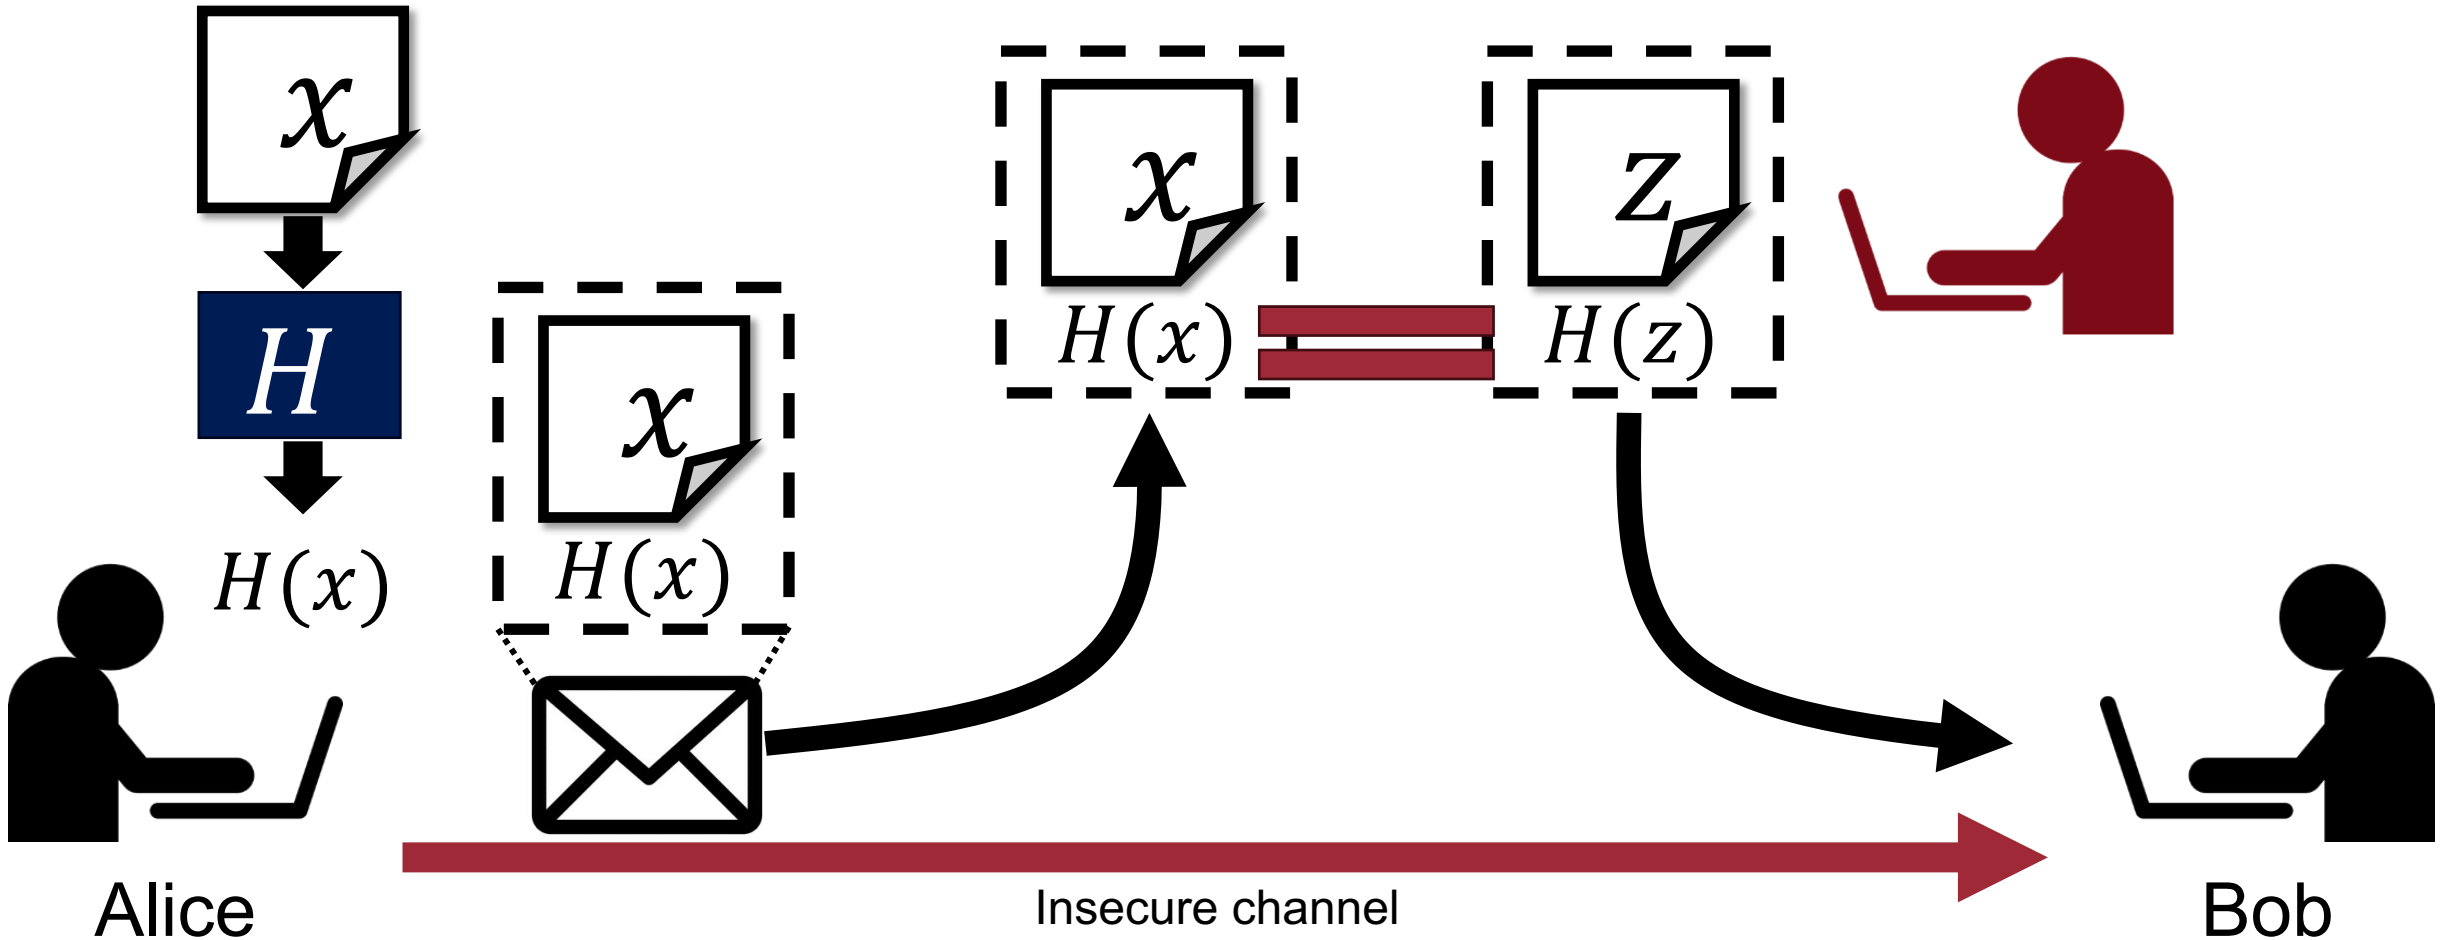 x
H
H(x)
x
H(x)
x
H(x)
z
H(z)
Alice
Insecure channel
Bob